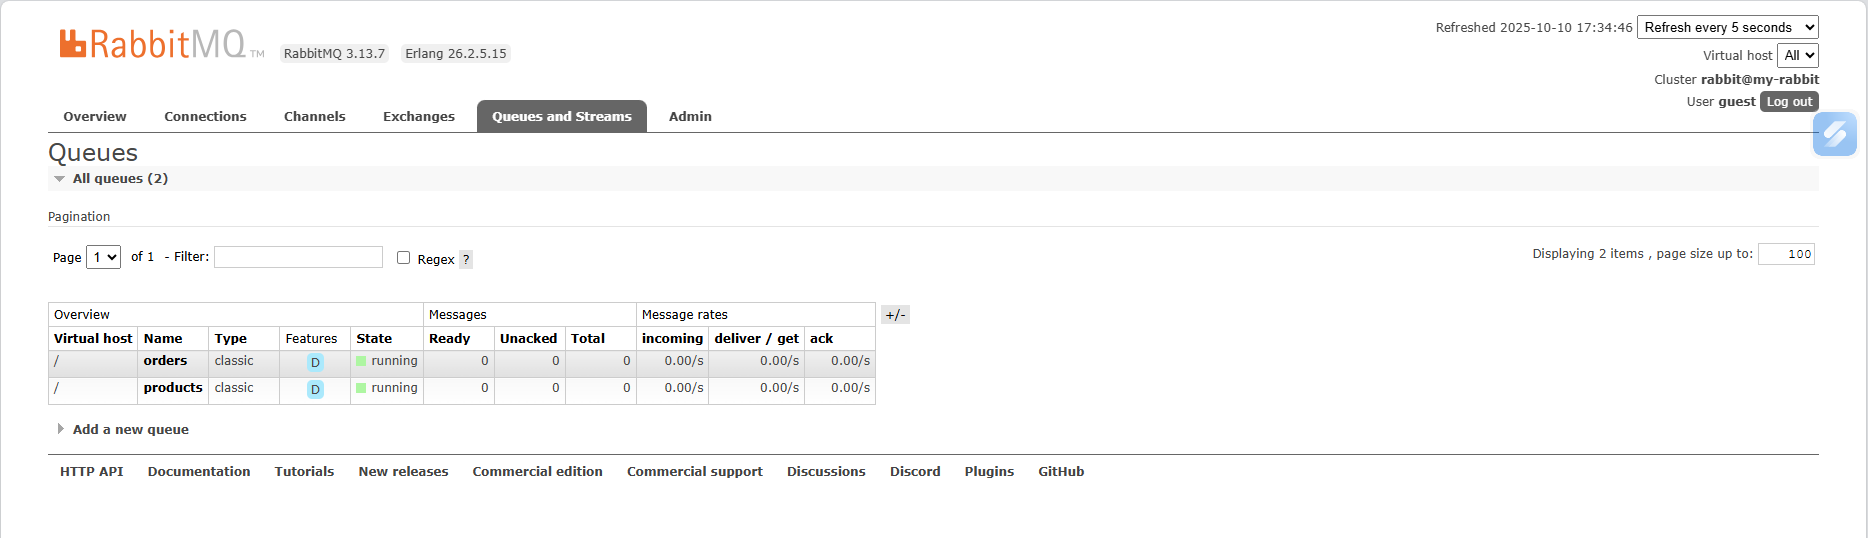 Refreshed 2025-10-10 17:34:46 Refresh every 5 seconds
RabbitMQ TM RabbitMQ 3.13.7 Erlang 26.2.5.15
Virtual host All
Cluster rabbit@my-rabbit
User guest Log out
Overview Connections Channels Exchanges Queues and Streams Admin
Queues
All queues (2)
Pagination
Page 1 of 1 - Filter: Regex ? Displaying 2 items , page size up to: 100
Overview Messages Message rates +/-
Virtual host Name Type Features State Ready Unacked Total incoming deliver / get ack
/ orders classic D running 0 0 0 0.00/s 0.00/s 0.00/s
/ products classic D running 0 0 0 0.00/s 0.00/s 0.00/s
Add a new queue
HTTP API Documentation Tutorials New releases Commercial edition Commercial support Discussions Discord Plugins GitHub